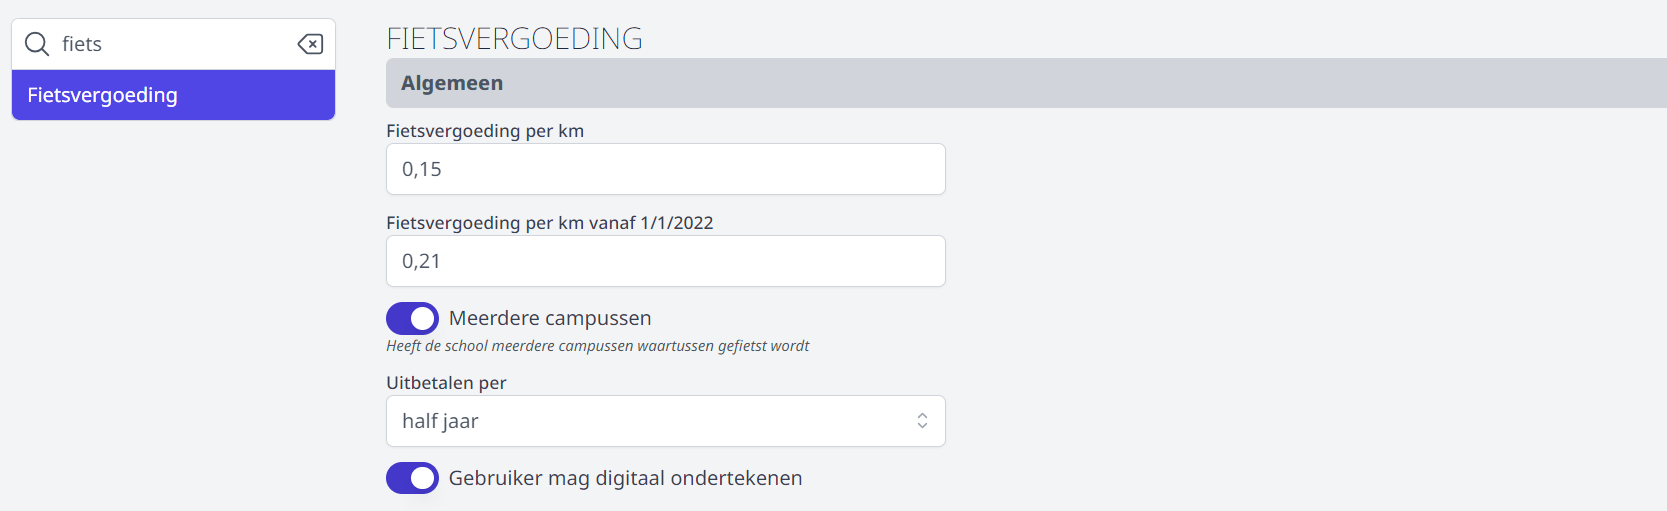 fiets
Fietsvergoeding
FIETSVERGOEDING
Algemeen
Fietsvergoeding per km
0,15
Fietsvergoeding per km vanaf 1/1/2022
0,21
Meerdere campussen
Heeft de school meerdere campussen waartussen gefietst wordt
Uitbetalen per
half jaar
Gebruiker mag digitaal ondertekenen